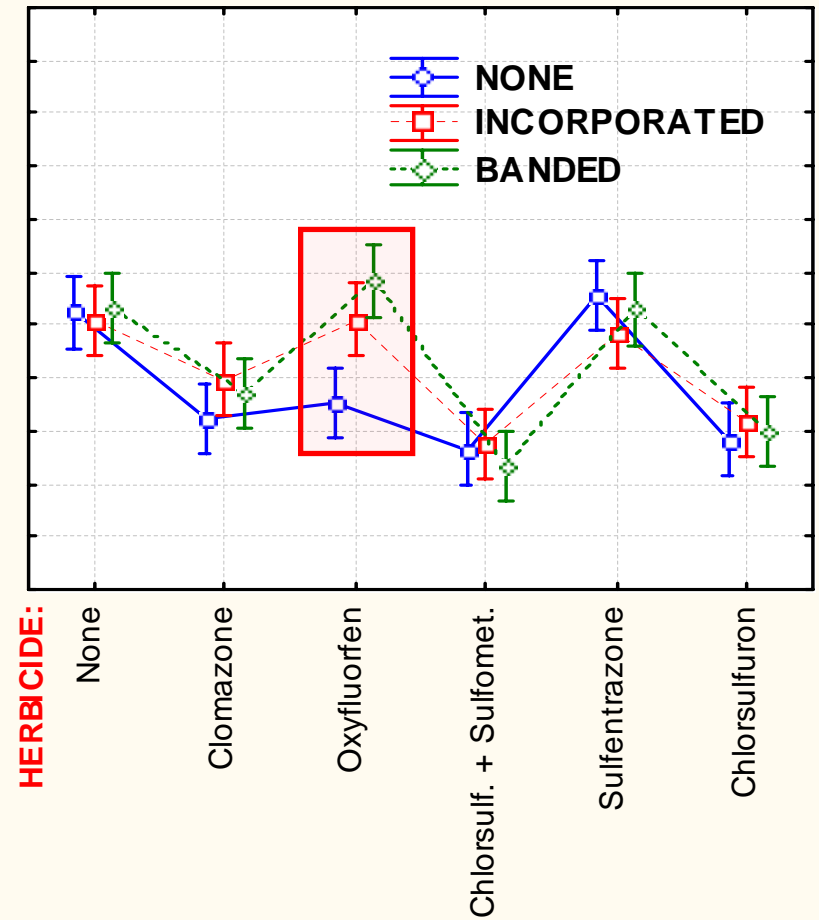 NONE
INCORPORATED
BANDED
HERBICIDE:
None
Clomazone
Oxyfluorfen
Chlorsulf. + Sulfomet.
Sulfentrazone
Chlorsulfuron